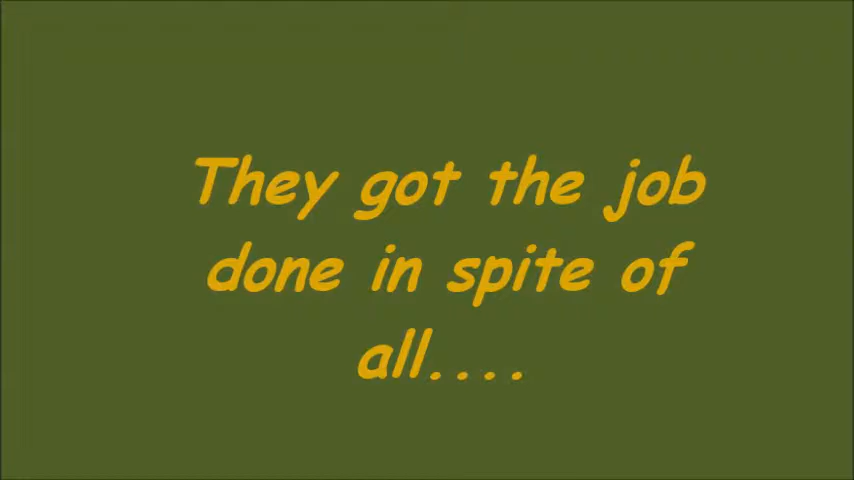 They got the job
done in spite of
all....